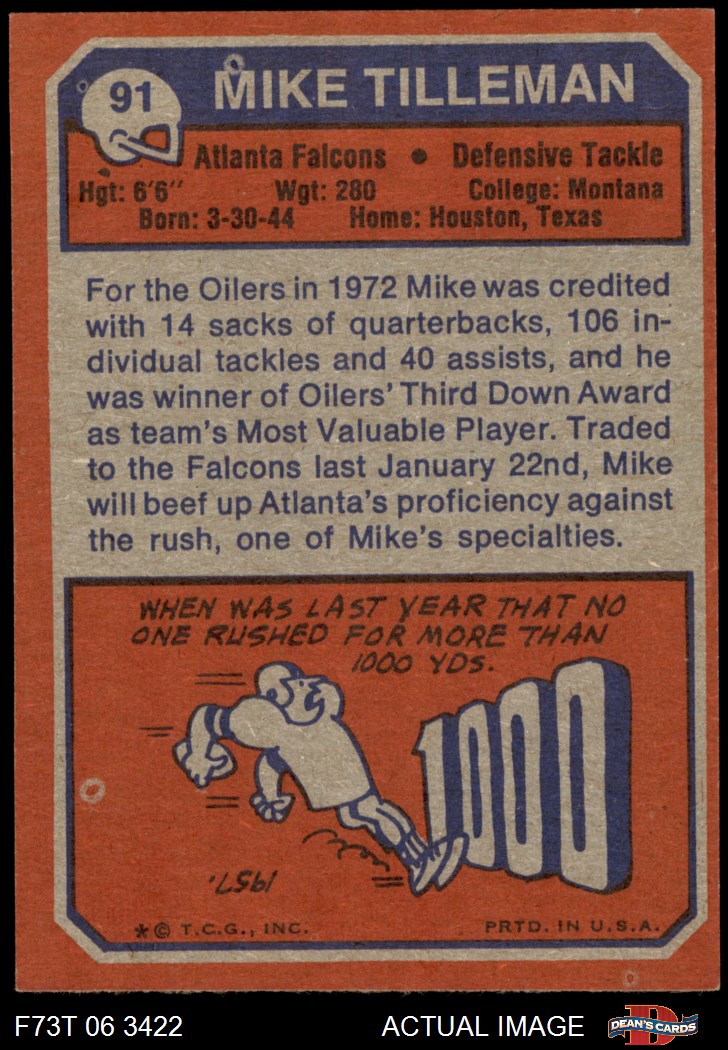 91
MIKE TILLEMAN
Atlanta Falcons • Defensive Tackle
Hgt: 6'6" Wgt: 280 College: Montana
Born: 3-30-44 Home: Houston, Texas
For the Oilers in 1972 Mike was credited
with 14 sacks of quarterbacks, 106 in-
dividual tackles and 40 assists, and he
was winner of Oilers' Third Down Award
as team's Most Valuable Player. Traded
to the Falcons last January 22nd, Mike
will beef up Atlanta's proficiency against
the rush, one of Mike's specialties.
WHEN WAS LAST YEAR THAT NO
ONE RUSHED FOR MORE THAN
1000 YDS.
1000
1957.
*© T.C.G., INC. PRTD. IN U.S.A.
F73T 06 3422 ACTUAL IMAGE
D
DEAN'S CARDS